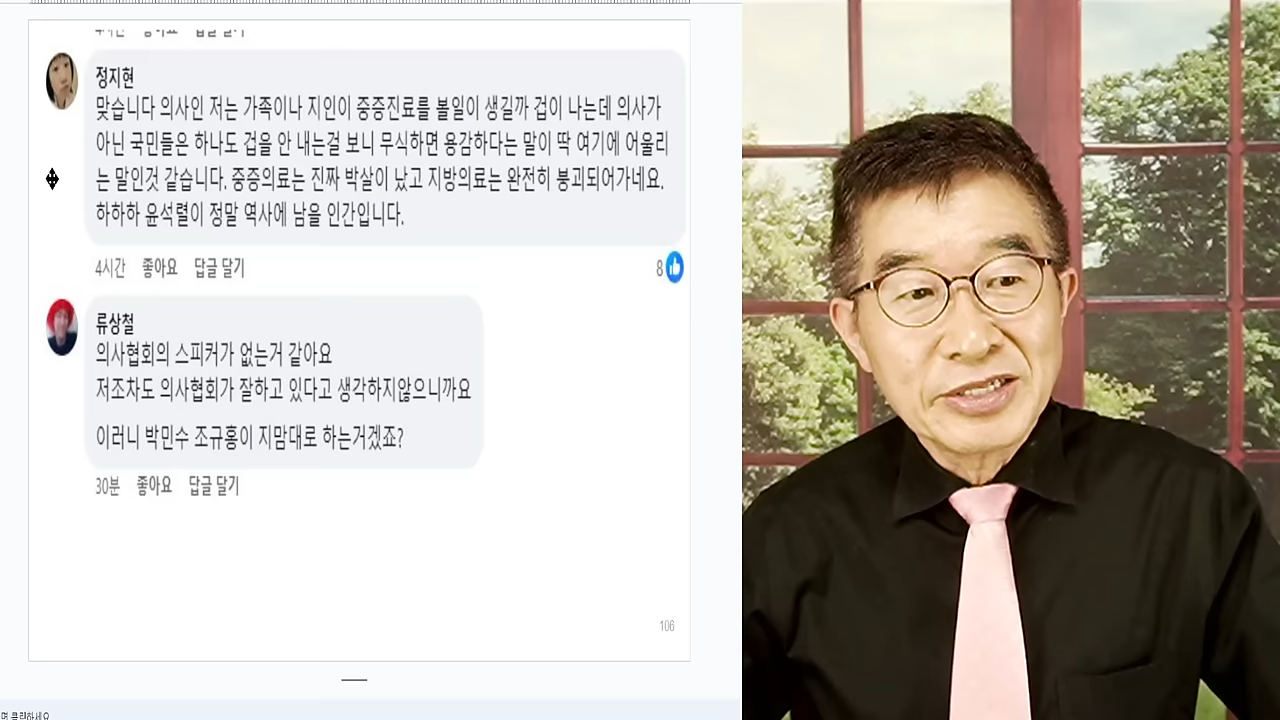 정지현
맞습니다 의사인 저는 가족이나 지인이 중증진료를 볼일이 생길까 겁이 나는데 의사가
아닌 국민들은 하나도 겁을 안 내는걸 보니 무식하면 용감하다는 말이 딱 여기에 어울리
는 말인것 같습니다. 중증의료는 진짜 박살이 났고 지방의료는 완전히 붕괴되어가네요.
하하하 윤석렬이 정말 역사에 남을 인간입니다.
4시간 좋아요 답글 달기
8
류상철
의사협회의 스피커가 없는거 같아요
저조차도 의사협회가 잘하고 있다고 생각하지않으니까요
이러니 박민수 조규홍이 지맘대로 하는거겠죠?
30분 좋아요 답글 달기
106